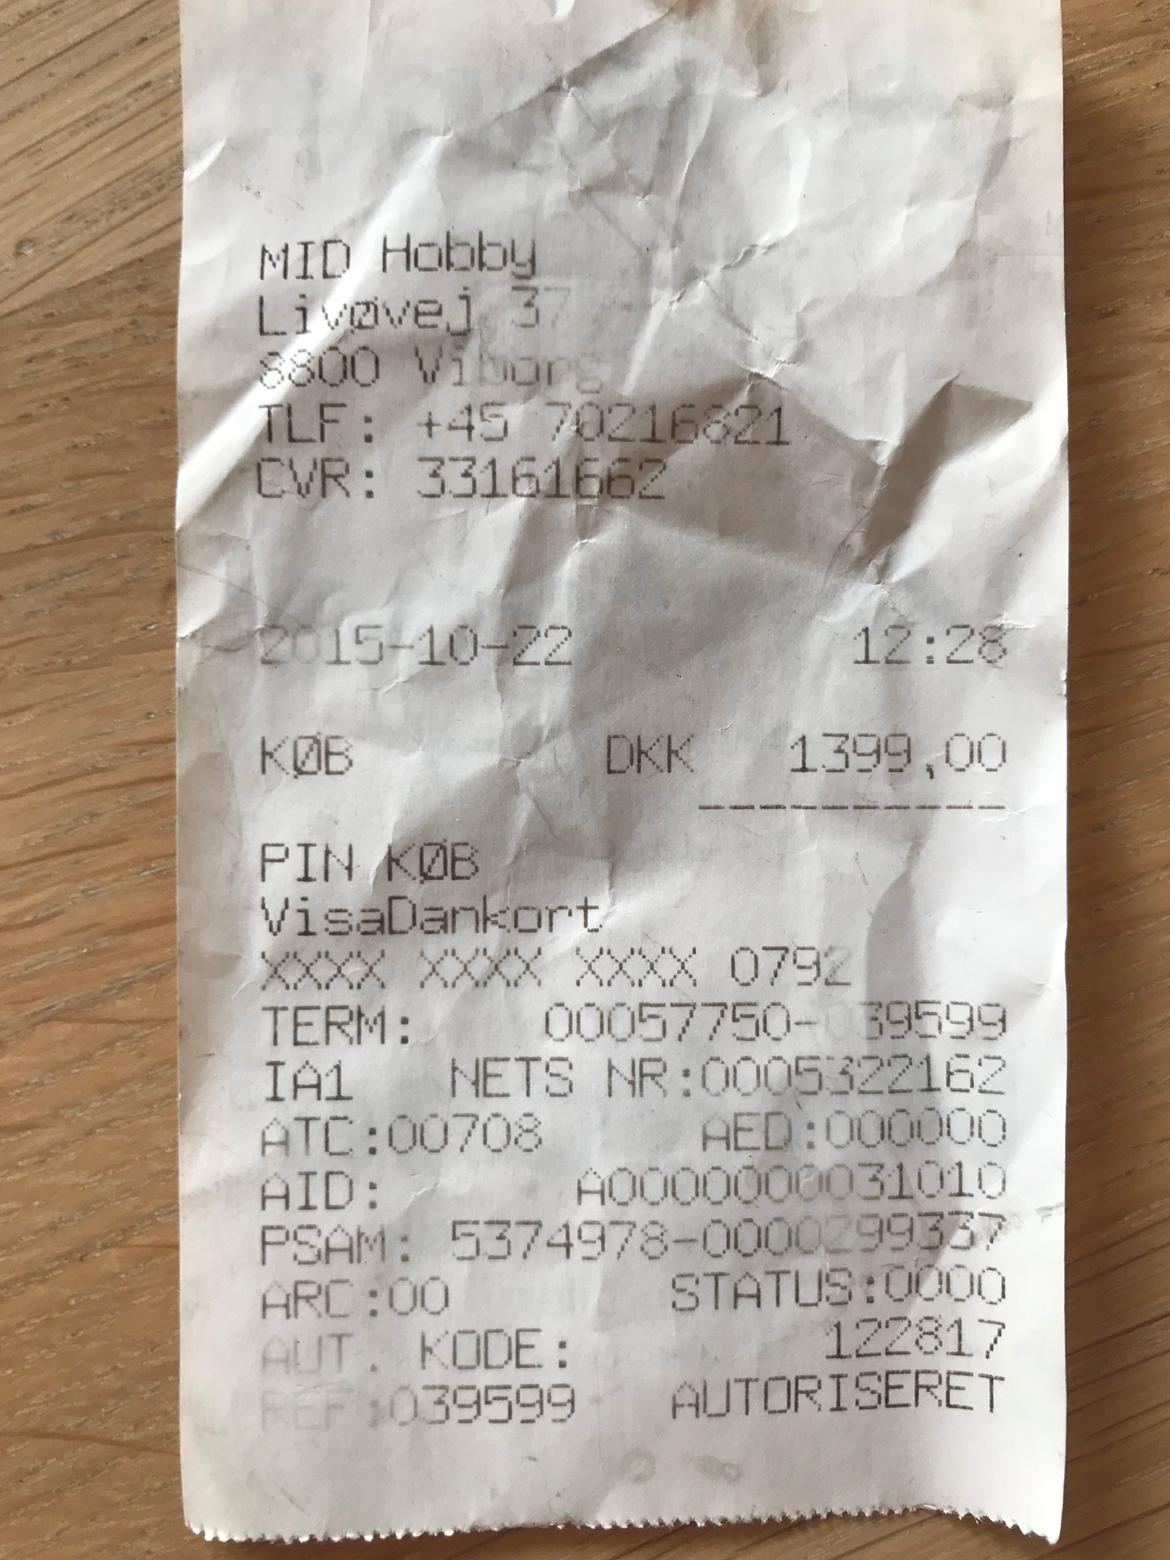 MID Hobby
Livøvej 37
8800 Viborg
TLF: +45 70216821
CVR: 33161662
2015-10-22 12:28
KØB DKK 1399,00
----------
PIN KØB
VisaDankort
XXXX XXXX XXXX 0792
TERM: 00057750-039599
IA1 NETS NR:0005322162
ATC:00708 AED:000000
AID: A0000000031010
PSAM: 5374978-0000299337
ARC:00 STATUS:0000
AUT. KODE: 122817
REF:039599 AUTORISERET